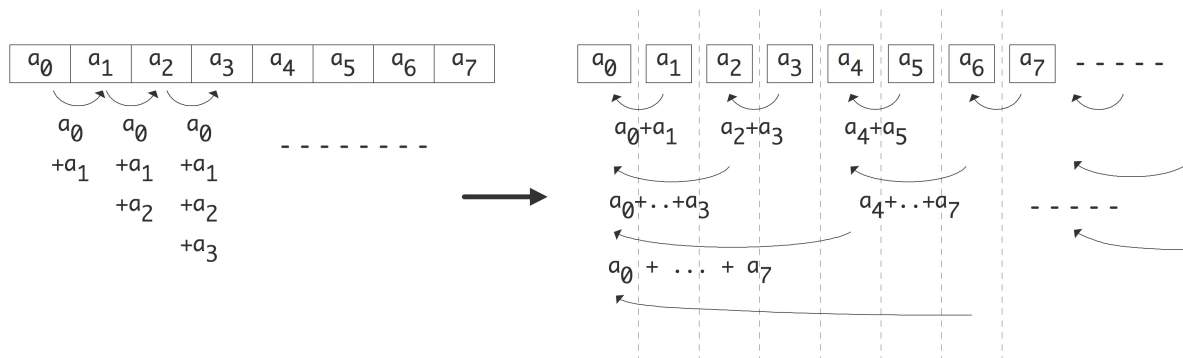 a0 a1 a2 a3 a4 a5 a6 a7
a0 a0 a0
+a1 +a1 +a1
+a2 +a2
+a3
a0 a1 a2 a3 a4 a5 a6 a7
a0+a1 a2+a3 a4+a5
a0+..+a3 a4+..+a7
a0 + ... + a7